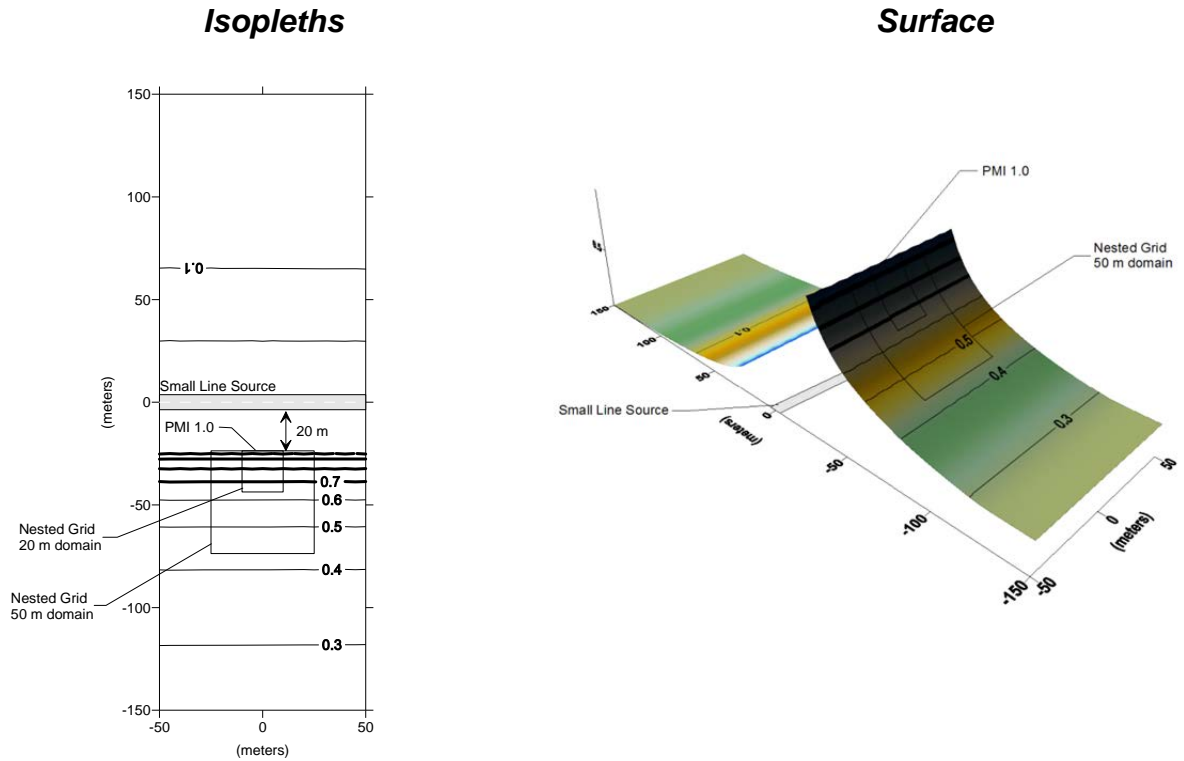 Isopleths
150
100
50
0
-50
-100
-150
(meters)
-50
0
50
(meters)
0.1
Small Line Source
PMI 1.0
20 m
0.7
0.6
0.5
0.4
0.3
Nested Grid
20 m domain
Nested Grid
50 m domain
Surface
PMI 1.0
Nested Grid
50 m domain
Small Line Source
150
100
50
0
(meters)
-50
-100
-150
-50
0
(meters)
50
0.1
0.5
0.4
0.3